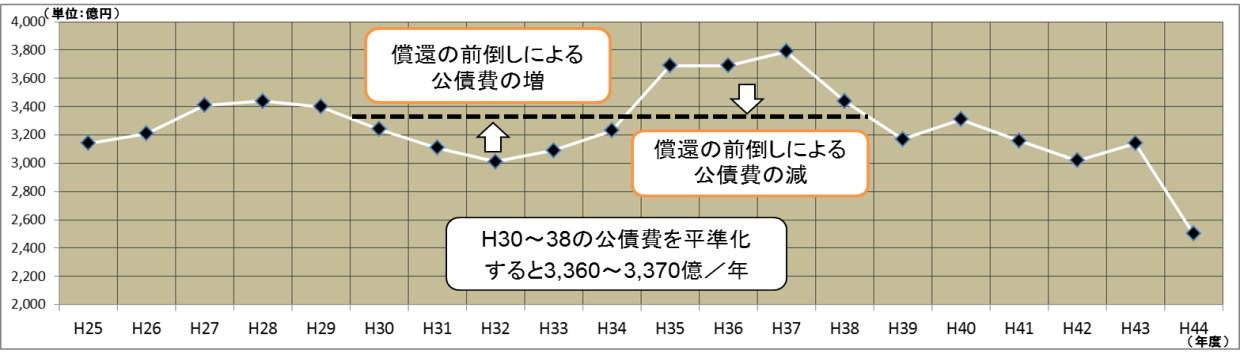 （単位：億円）
4,000
3,800
3,600
3,400
3,200
3,000
2,800
2,600
2,400
2,200
2,000
償還の前倒しによる
公債費の増
償還の前倒しによる
公債費の減
H30～38の公債費を平準化
すると3,360～3,370億／年
H25 H26 H27 H28 H29 H30 H31 H32 H33 H34 H35 H36 H37 H38 H39 H40 H41 H42 H43 H44
（年度）